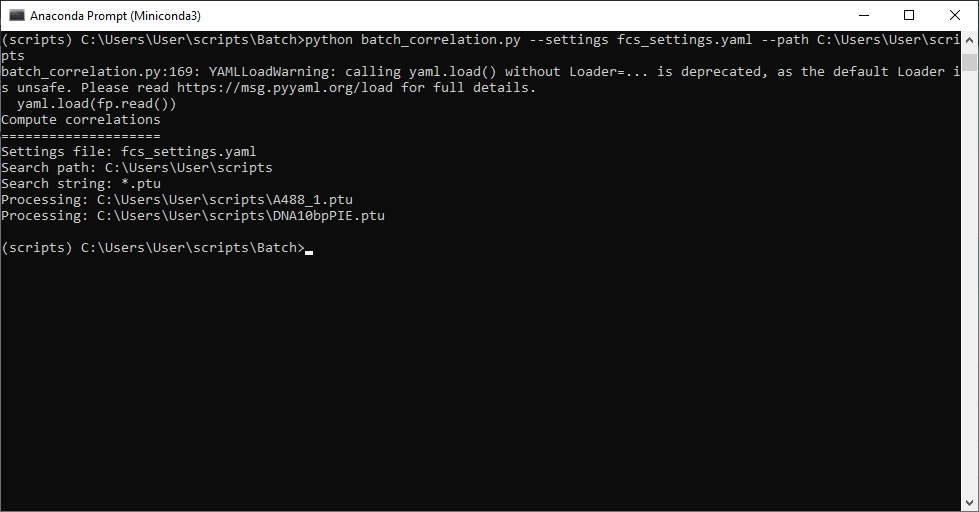 Anaconda Prompt (Miniconda3)
(scripts) C:\Users\User\scripts\Batch>python batch_correlation.py --settings fcs_settings.yaml --path C:\Users\User\scri
pts
batch_correlation.py:169: YAMLLoadWarning: calling yaml.load() without Loader=... is deprecated, as the default Loader i
s unsafe. Please read https://msg.pyyaml.org/load for full details.
  yaml.load(fp.read())
Compute correlations
====================
Settings file: fcs_settings.yaml
Search path: C:\Users\User\scripts
Search string: *.ptu
Processing: C:\Users\User\scripts\A488_1.ptu
Processing: C:\Users\User\scripts\DNA10bpPIE.ptu
(scripts) C:\Users\User\scripts\Batch>